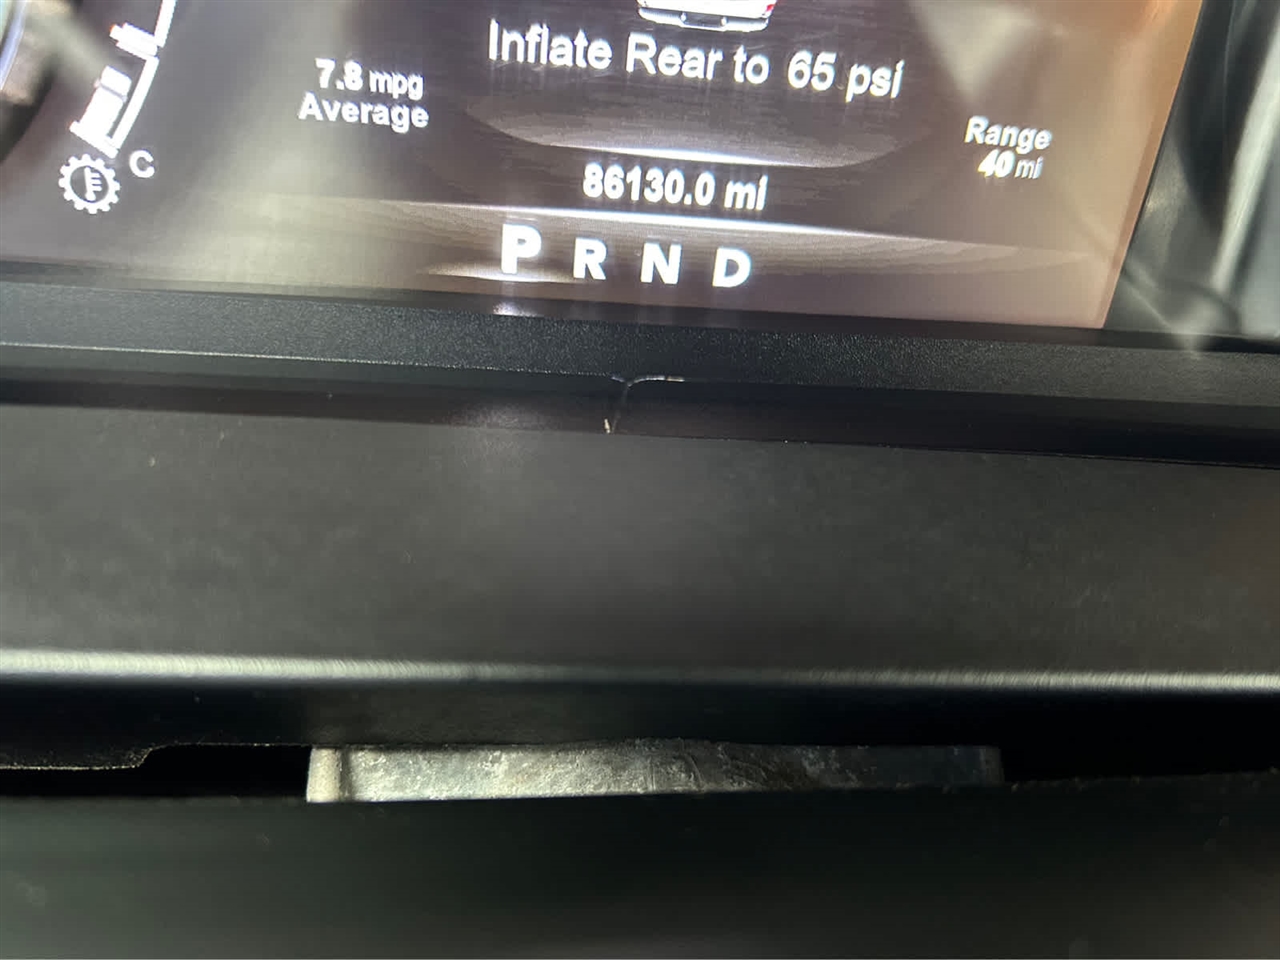 Inflate Rear to 65 psi
7.8 mpg
Average
Range
40 mi
C
86130.0 mi
P R N D